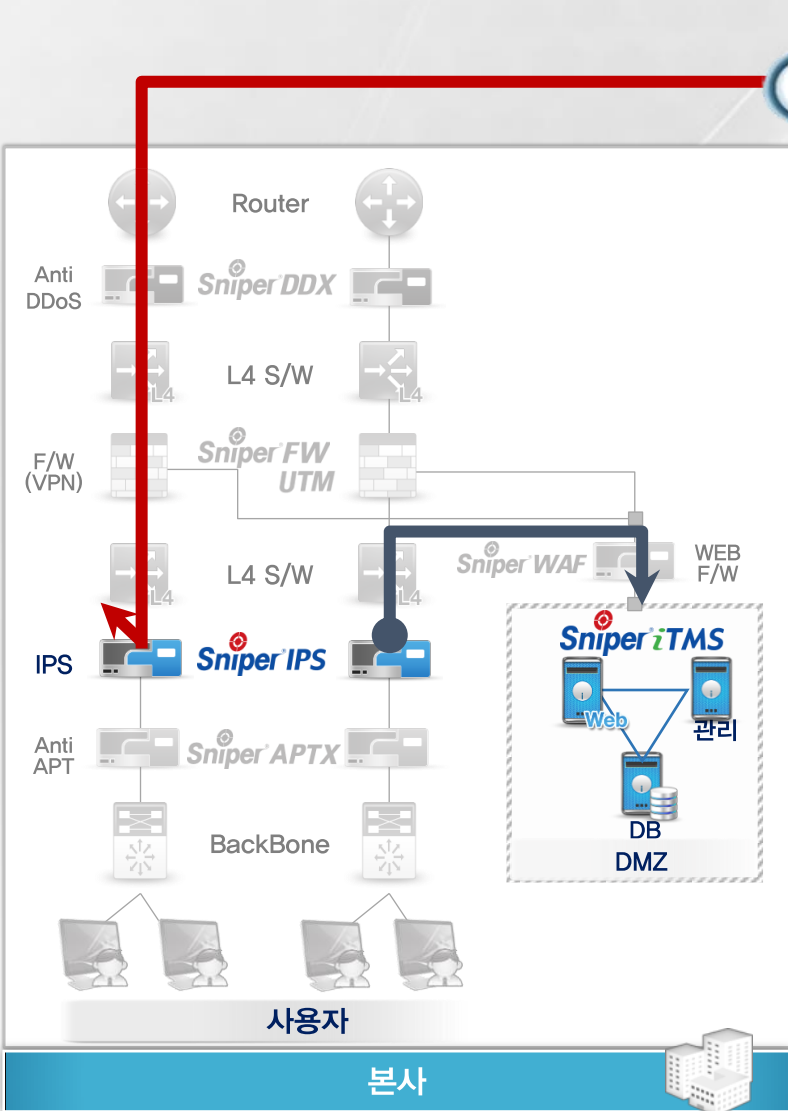 Router
Anti
DDoS
Sniper DDX
L4 S/W
L4
L4
F/W
(VPN)
Sniper FW
UTM
L4 S/W
L4
L4
Sniper WAF
WEB
F/W
IPS
Sniper IPS
Sniper iTMS
Web
관리
DB
DMZ
Anti
APT
Sniper APTX
BackBone
사용자
본사